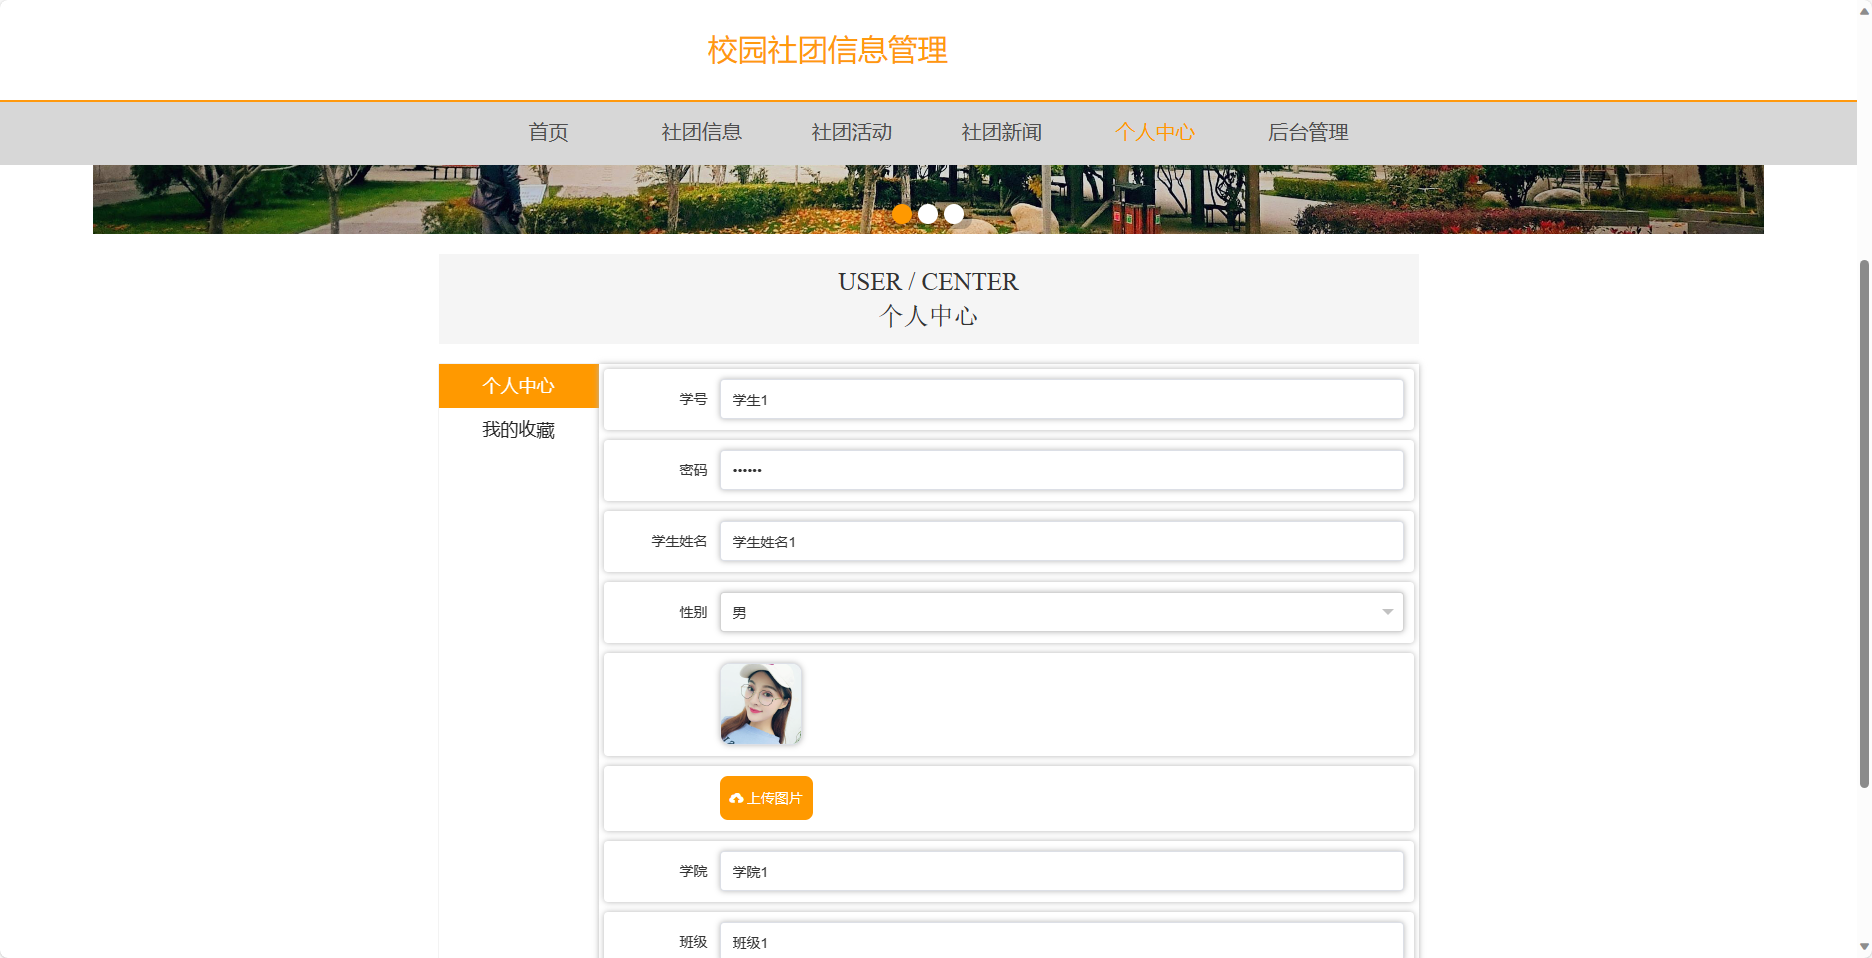 校园社团信息管理
首页 社团信息 社团活动 社团新闻 个人中心 后台管理
USER / CENTER
个人中心
个人中心
我的收藏
学号 学生1
密码 ••••••
学生姓名 学生姓名1
性别 男
上传图片
学院 学院1
班级 班级1